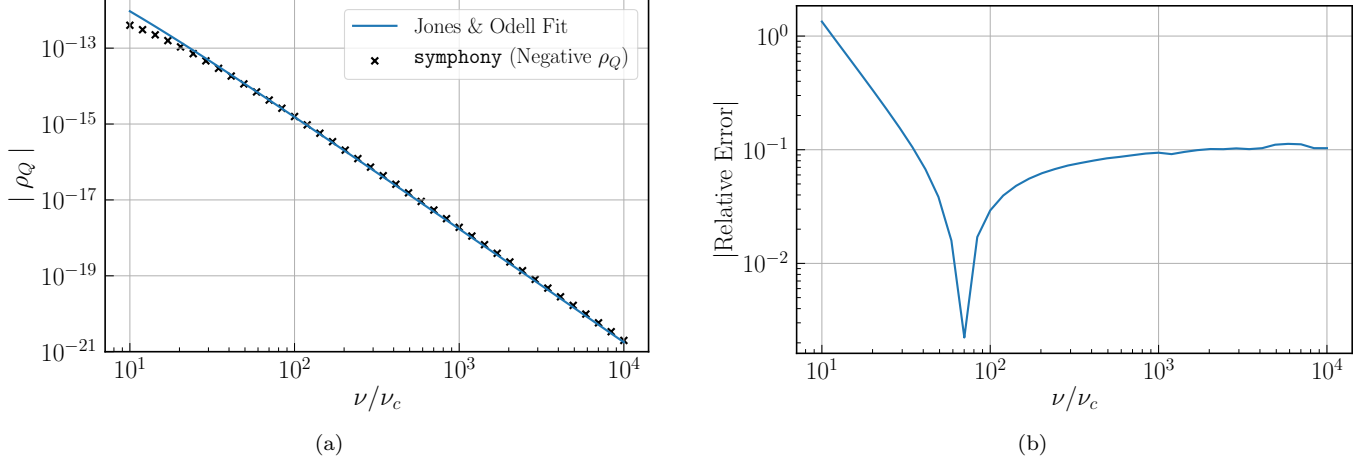 Jones & Odell Fit
symphony (Negative ρ_Q)
| ρ_Q |
10^{-13}
10^{-15}
10^{-17}
10^{-19}
10^{-21}
10^1 10^2 10^3 10^4
ν/ν_c
(a)
|Relative Error|
10^0
10^{-1}
10^{-2}
10^1 10^2 10^3 10^4
ν/ν_c
(b)